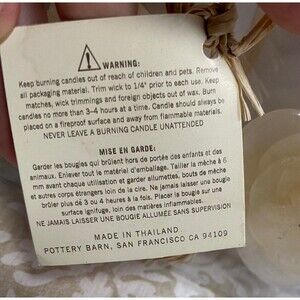 WARNING:
Keep burning candles out of reach of children and pets. Remove
all packaging material. Trim wick to 1/4" prior to each use. Keep
matches, wick trimmings and foreign objects out of wax. Burn
candles no more than 3-4 hours at a time. Candle should always be
placed on a fireproof surface and away from flammable materials.
NEVER LEAVE A BURNING CANDLE UNATTENDED
MISE EN GARDE:
Garder les bougies qui brûlent hors de portée des enfants et des
animaux. Enlever tout le matériel d'emballage. Tailler la mèche à 6
mm avant chaque utilisation et garder allumettes, bouts de mèche
et autres corps étrangers loin de la cire. Ne jamais laisser une bougie
brûler plus de 3 ou 4 heures à la fois. Placer la bougie sur une
surface ignifuge, loin des matières inflammables.
NE JAMAIS LAISSER UNE BOUGIE ALLUMÉE SANS SUPERVISION
MADE IN THAILAND
POTTERY BARN, SAN FRANCISCO CA 94109